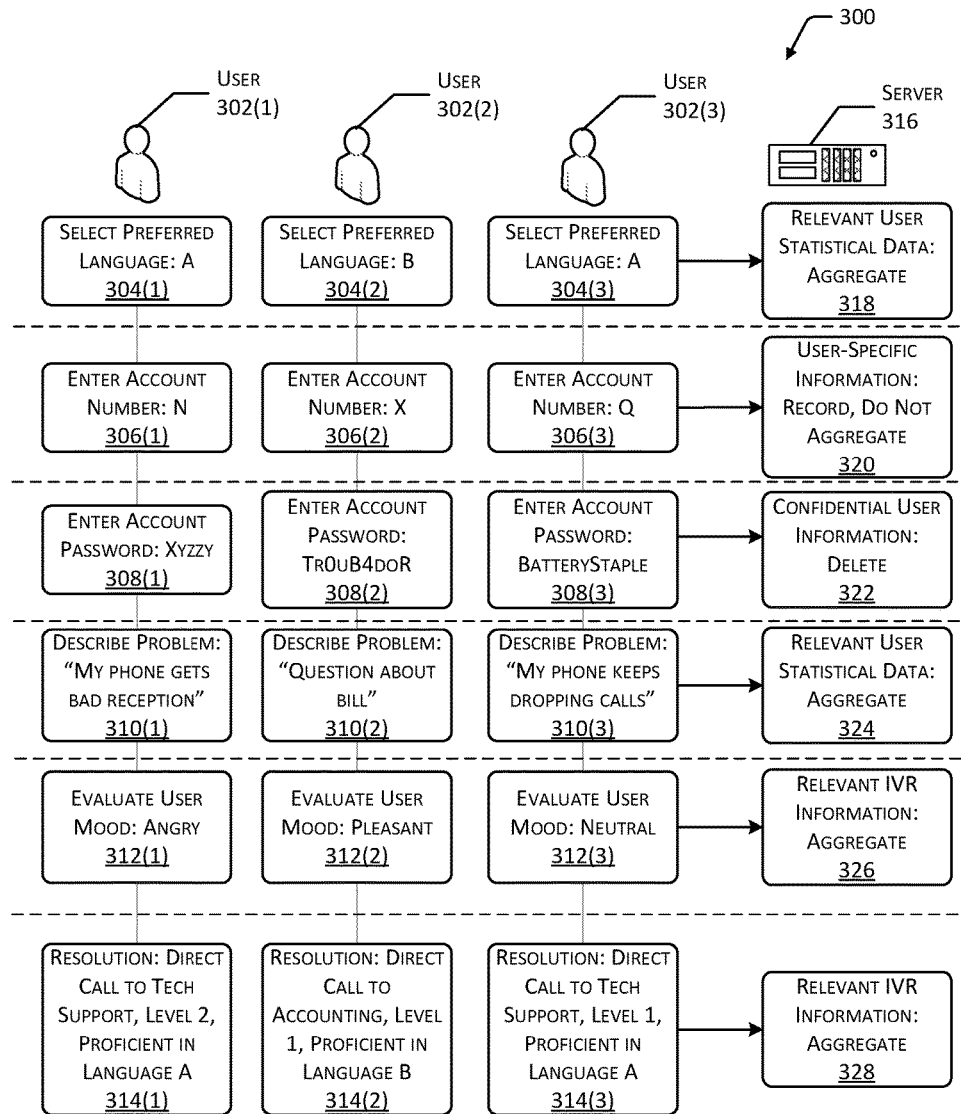 300
User
302(1)
User
302(2)
User
302(3)
Server
316
Select Preferred
Language: A
304(1)
Select Preferred
Language: B
304(2)
Select Preferred
Language: A
304(3)
Relevant User
Statistical Data:
Aggregate
318
Enter Account
Number: N
306(1)
Enter Account
Number: X
306(2)
Enter Account
Number: Q
306(3)
User-Specific
Information:
Record, Do Not
Aggregate
320
Enter Account
Password: Xyzzy
308(1)
Enter Account
Password:
Tr0uB4doR
308(2)
Enter Account
Password:
BatteryStaple
308(3)
Confidential User
Information:
Delete
322
Describe Problem:
“My phone gets
bad reception”
310(1)
Describe Problem:
“Question about
bill”
310(2)
Describe Problem:
“My phone keeps
dropping calls”
310(3)
Relevant User
Statistical Data:
Aggregate
324
Evaluate User
Mood: Angry
312(1)
Evaluate User
Mood: Pleasant
312(2)
Evaluate User
Mood: Neutral
312(3)
Relevant IVR
Information:
Aggregate
326
Resolution: Direct
Call to Tech
Support, Level 2,
Proficient in
Language A
314(1)
Resolution: Direct
Call to
Accounting, Level
1, Proficient in
Language B
314(2)
Resolution: Direct
Call to Tech
Support, Level 1,
Proficient in
Language A
314(3)
Relevant IVR
Information:
Aggregate
328